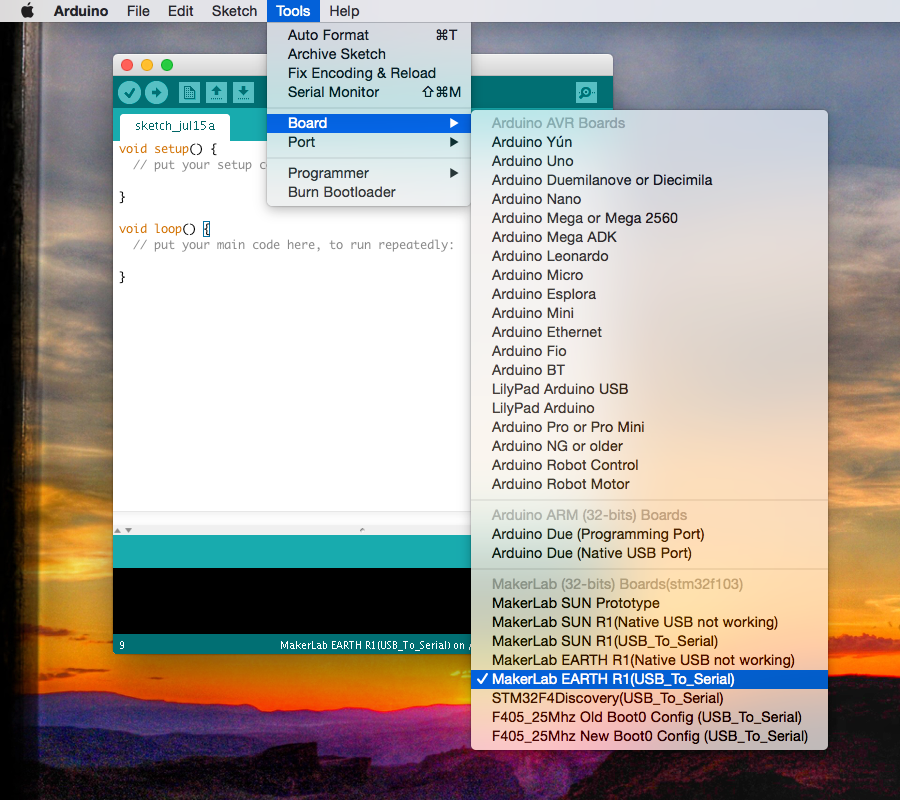 Arduino File Edit Sketch Tools Help
Auto Format ⌘T
Archive Sketch
Fix Encoding & Reload
Serial Monitor ⇧⌘M
Board
Port
Programmer
Burn Bootloader
sketch_jul15a
void setup() {
// put your setup c
}
void loop() {
// put your main code here, to run repeatedly:
}
9
MakerLab EARTH R1(USB_To_Serial) on
Arduino AVR Boards
Arduino Yún
Arduino Uno
Arduino Duemilanove or Diecimila
Arduino Nano
Arduino Mega or Mega 2560
Arduino Mega ADK
Arduino Leonardo
Arduino Micro
Arduino Esplora
Arduino Mini
Arduino Ethernet
Arduino Fio
Arduino BT
LilyPad Arduino USB
LilyPad Arduino
Arduino Pro or Pro Mini
Arduino NG or older
Arduino Robot Control
Arduino Robot Motor
Arduino ARM (32-bits) Boards
Arduino Due (Programming Port)
Arduino Due (Native USB Port)
MakerLab (32-bits) Boards(stm32f103)
MakerLab SUN Prototype
MakerLab SUN R1(Native USB not working)
MakerLab SUN R1(USB_To_Serial)
MakerLab EARTH R1(Native USB not working)
✓ MakerLab EARTH R1(USB_To_Serial)
STM32F4Discovery(USB_To_Serial)
F405_25Mhz Old Boot0 Config (USB_To_Serial)
F405_25Mhz New Boot0 Config (USB_To_Serial)